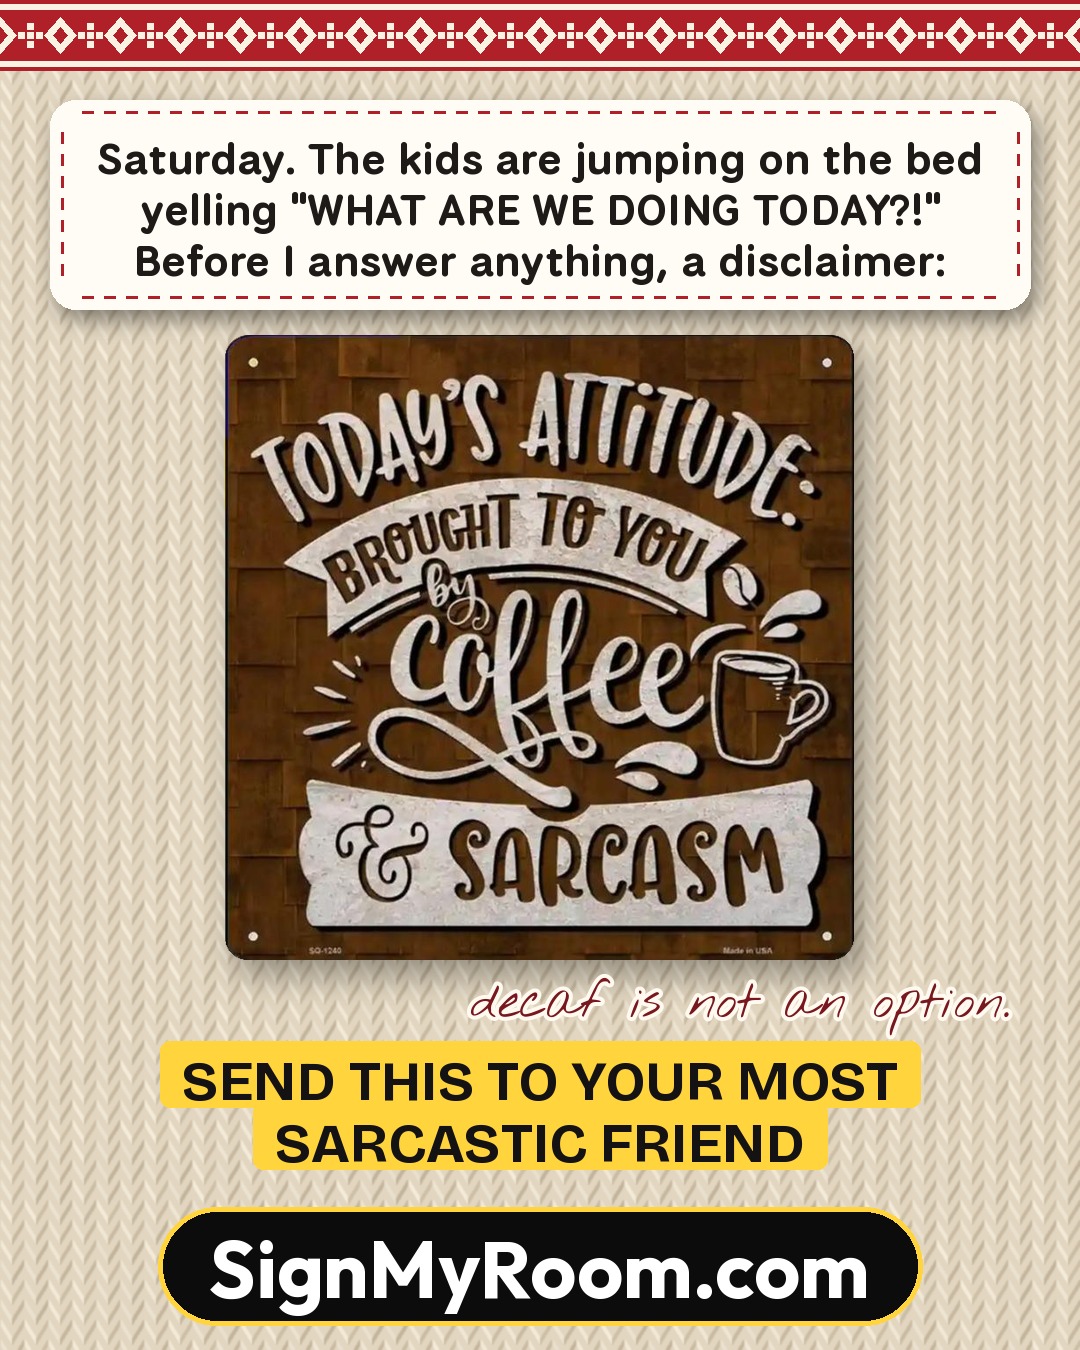 Saturday. The kids are jumping on the bed
yelling "WHAT ARE WE DOING TODAY?!"
Before I answer anything, a disclaimer:
TODAY'S ATTiTUDE:
BROUGHT TO YOU
by
coffee
& SARCASM
SQ-1240
Made in USA
decaf is not an option.
SEND THIS TO YOUR MOST
SARCASTIC FRIEND
SignMyRoom.com